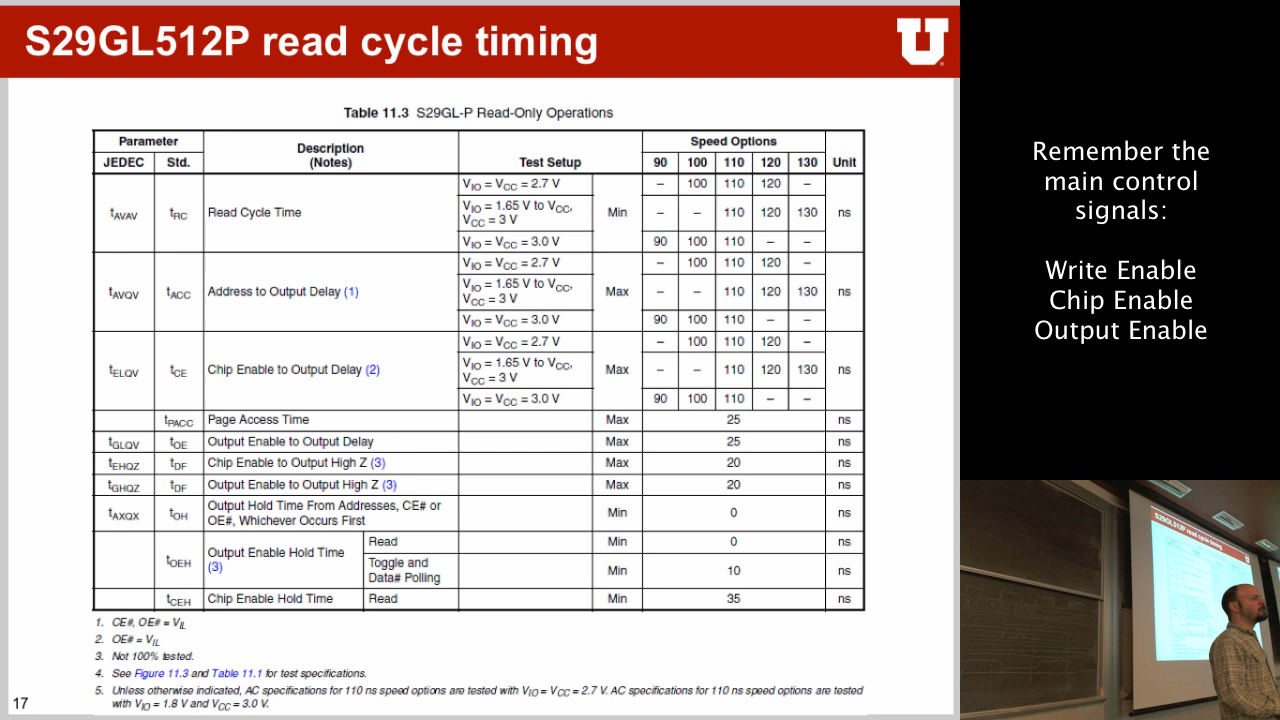 S29GL512P read cycle timing
U
Table 11.3 S29GL-P Read-Only Operations
Parameter Description (Notes) Test Setup Speed Options Unit
JEDEC Std. 90 100 110 120 130
tAVAV tRC Read Cycle Time VIO = VCC = 2.7 V Min – 100 110 120 – ns
VIO = 1.65 V to VCC, VCC = 3 V – – 110 120 130
VIO = VCC = 3.0 V 90 100 110 – –
tAVQV tACC Address to Output Delay (1) VIO = VCC = 2.7 V Max – 100 110 120 – ns
VIO = 1.65 V to VCC, VCC = 3 V – – 110 120 130
VIO = VCC = 3.0 V 90 100 110 – –
tELQV tCE Chip Enable to Output Delay (2) VIO = VCC = 2.7 V Max – 100 110 120 – ns
VIO = 1.65 V to VCC, VCC = 3 V – – 110 120 130
VIO = VCC = 3.0 V 90 100 110 – –
tPACC Page Access Time Max 25 ns
tGLQV tOE Output Enable to Output Delay Max 25 ns
tEHQZ tDF Chip Enable to Output High Z (3) Max 20 ns
tGHQZ tDF Output Enable to Output High Z (3) Max 20 ns
tAXQX tOH Output Hold Time From Addresses, CE# or OE#, Whichever Occurs First Min 0 ns
tOEH Output Enable Hold Time (3) Read Min 0 ns
Toggle and Data# Polling Min 10 ns
tCEH Chip Enable Hold Time Read Min 35 ns
1. CE#, OE# = VIL
2. OE# = VIL
3. Not 100% tested.
4. See Figure 11.3 and Table 11.1 for test specifications.
5. Unless otherwise indicated, AC specifications for 110 ns speed options are tested with VIO = VCC = 2.7 V. AC specifications for 110 ns speed options are tested
with VIO = 1.8 V and VCC = 3.0 V.
17
Remember the
main control
signals:
Write Enable
Chip Enable
Output Enable
S29GL512P read cycle timing